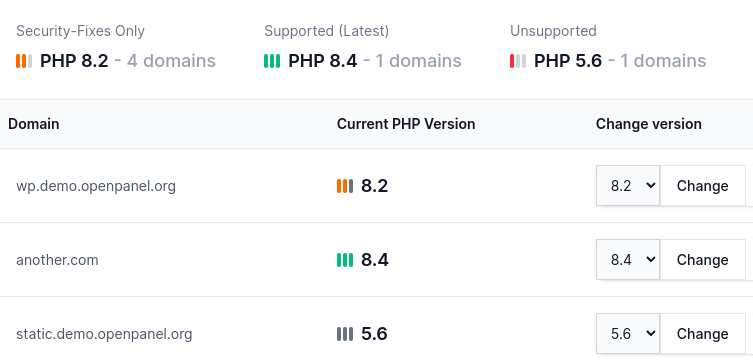 Security-Fixes Only Supported (Latest) Unsupported
PHP 8.2 - 4 domains PHP 8.4 - 1 domains PHP 5.6 - 1 domains
Domain Current PHP Version Change version
wp.demo.openpanel.org 8.2 8.2 Change
another.com 8.4 8.4 Change
static.demo.openpanel.org 5.6 5.6 Change